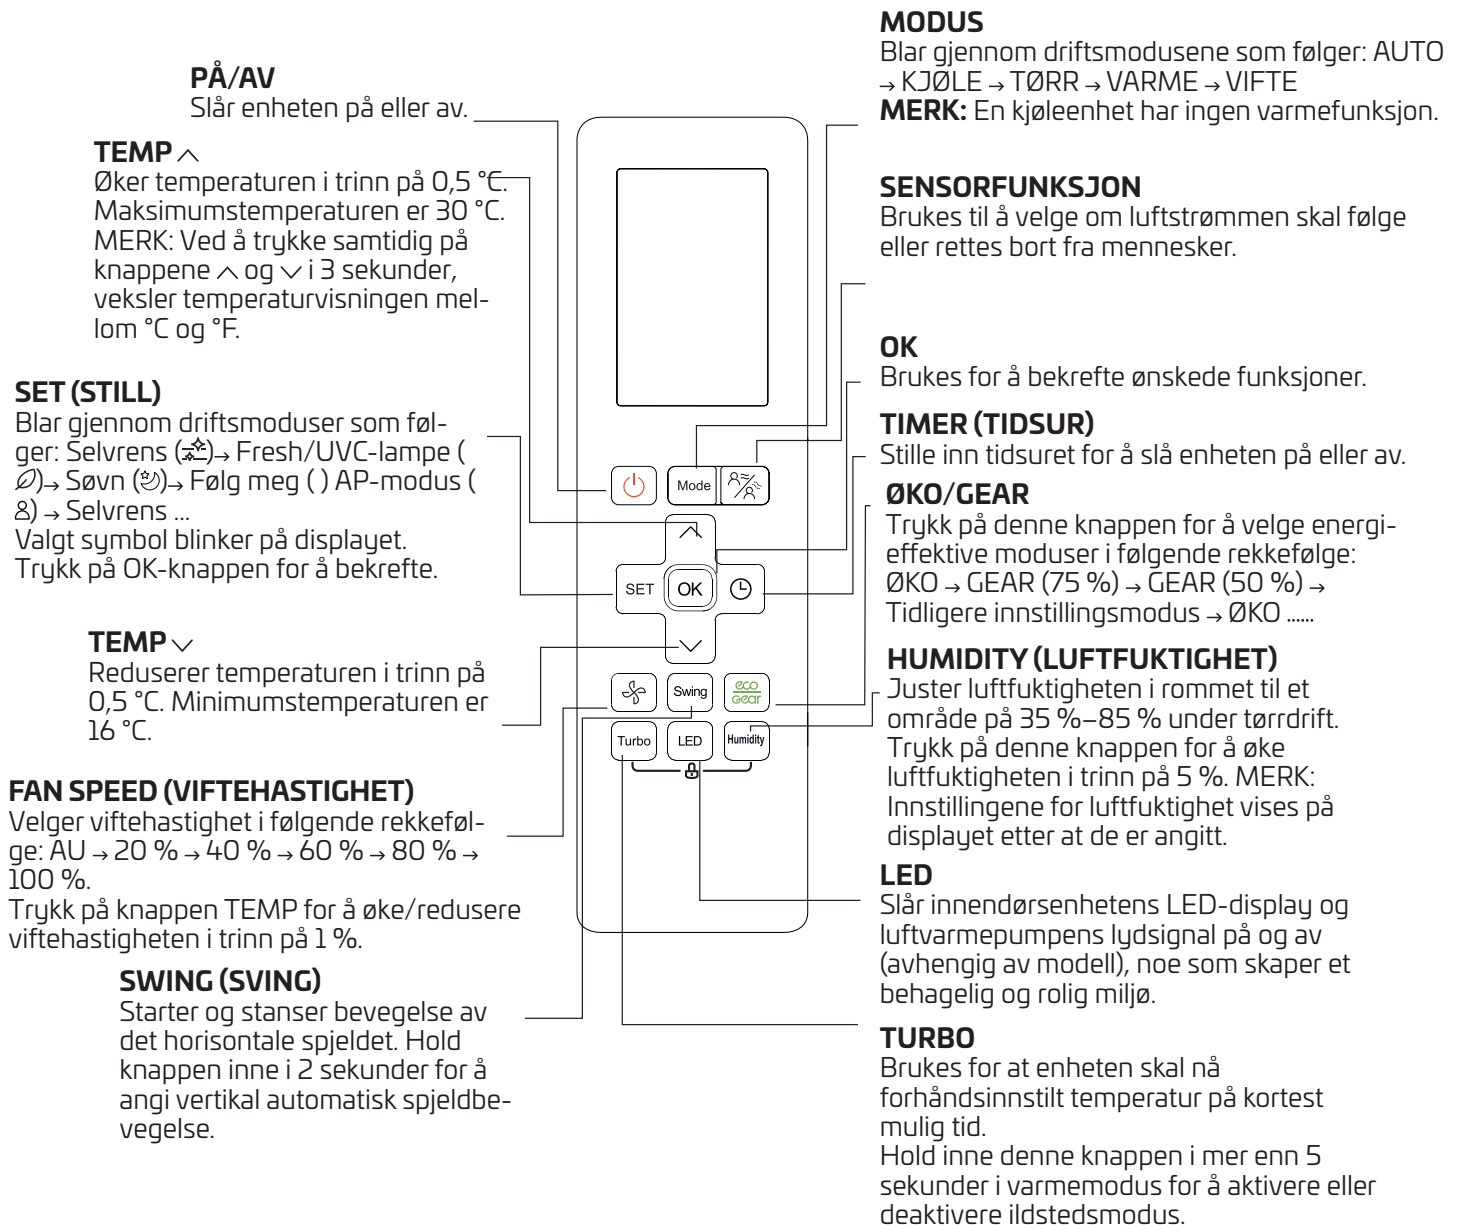 PÅ/AV
Slår enheten på eller av.
TEMP
Øker temperaturen i trinn på 0,5 °C.
Maksimumstemperaturen er 30 °C.
MERK: Ved å trykke samtidig på
knappene og i 3 sekunder,
veksler temperaturvisningen mel-
lom °C og °F.
SET (STILL)
Blar gjennom driftsmoduser som føl-
ger: Selvrens ( )→ Fresh/UVC-lampe (
)→ Søvn ( )→ Følg meg ( ) AP-modus (
) → Selvrens ...
Valgt symbol blinker på displayet.
Trykk på OK-knappen for å bekrefte.
TEMP
Reduserer temperaturen i trinn på
0,5 °C. Minimumstemperaturen er
16 °C.
FAN SPEED (VIFTEHASTIGHET)
Velger viftehastighet i følgende rekkeføl-
ge: AU → 20 % → 40 % → 60 % → 80 % →
100 %.
Trykk på knappen TEMP for å øke/redusere
viftehastigheten i trinn på 1 %.
SWING (SVING)
Starter og stanser bevegelse av
det horisontale spjeldet. Hold
knappen inne i 2 sekunder for å
angi vertikal automatisk spjeldbe-
vegelse.
Mode
SET
OK
Swing
eco
Gear
Turbo
LED
Humidity
MODUS
Blar gjennom driftsmodusene som følger: AUTO
→ KJØLE → TØRR → VARME → VIFTE
MERK: En kjøleenhet har ingen varmefunksjon.
SENSORFUNKSJON
Brukes til å velge om luftstrømmen skal følge
eller rettes bort fra mennesker.
OK
Brukes for å bekrefte ønskede funksjoner.
TIMER (TIDSUR)
Stille inn tidsuret for å slå enheten på eller av.
ØKO/GEAR
Trykk på denne knappen for å velge energi-
effektive moduser i følgende rekkefølge:
ØKO → GEAR (75 %) → GEAR (50 %) →
Tidligere innstillingsmodus → ØKO ......
HUMIDITY (LUFTFUKTIGHET)
Juster luftfuktigheten i rommet til et
område på 35 %–85 % under tørrdrift.
Trykk på denne knappen for å øke
luftfuktigheten i trinn på 5 %. MERK:
Innstillingene for luftfuktighet vises på
displayet etter at de er angitt.
LED
Slår innendørsenhetens LED-display og
luftvarmepumpens lydsignal på og av
(avhengig av modell), noe som skaper et
behagelig og rolig miljø.
TURBO
Brukes for at enheten skal nå
forhåndsinnstilt temperatur på kortest
mulig tid.
Hold inne denne knappen i mer enn 5
sekunder i varmemodus for å aktivere eller
deaktivere ildstedsmodus.